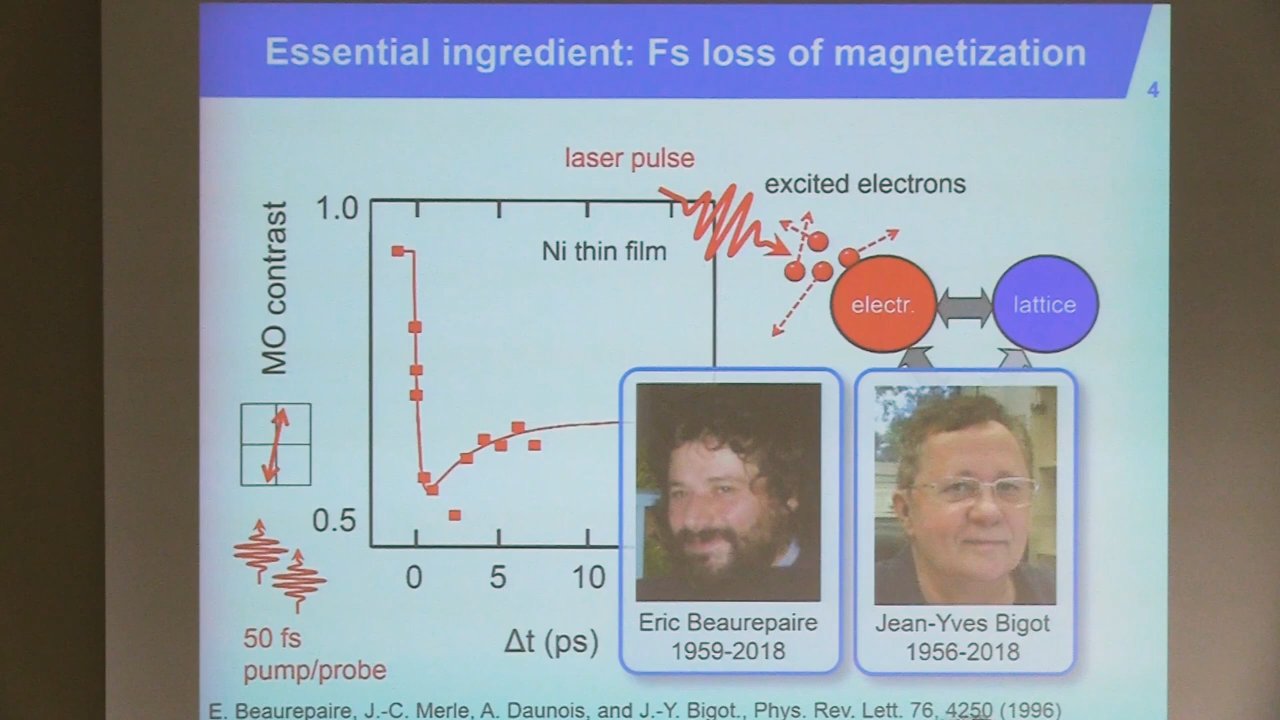 Essential ingredient: Fs loss of magnetization
4
laser pulse
excited electrons
MO contrast
1.0
Ni thin film
electr.
lattice
0.5
0
5
10
Δt (ps)
50 fs
pump/probe
Eric Beaurepaire
1959-2018
Jean-Yves Bigot
1956-2018
E. Beaurepaire, J.-C. Merle, A. Daunois, and J.-Y. Bigot., Phys. Rev. Lett. 76, 4250 (1996)